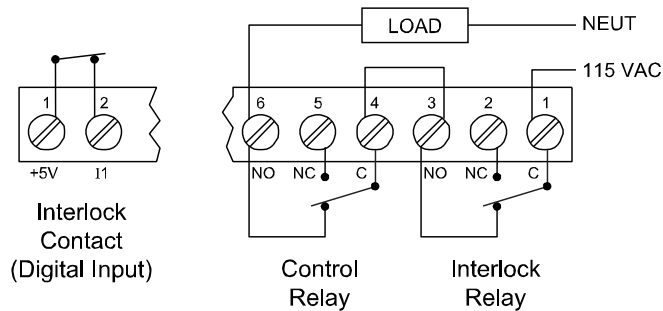 LOAD
NEUT
115 VAC
1 2
6 5 4 3 2 1
+5V I1
NO NC C NO NC C
Interlock
Contact
(Digital Input)
Control
Relay
Interlock
Relay